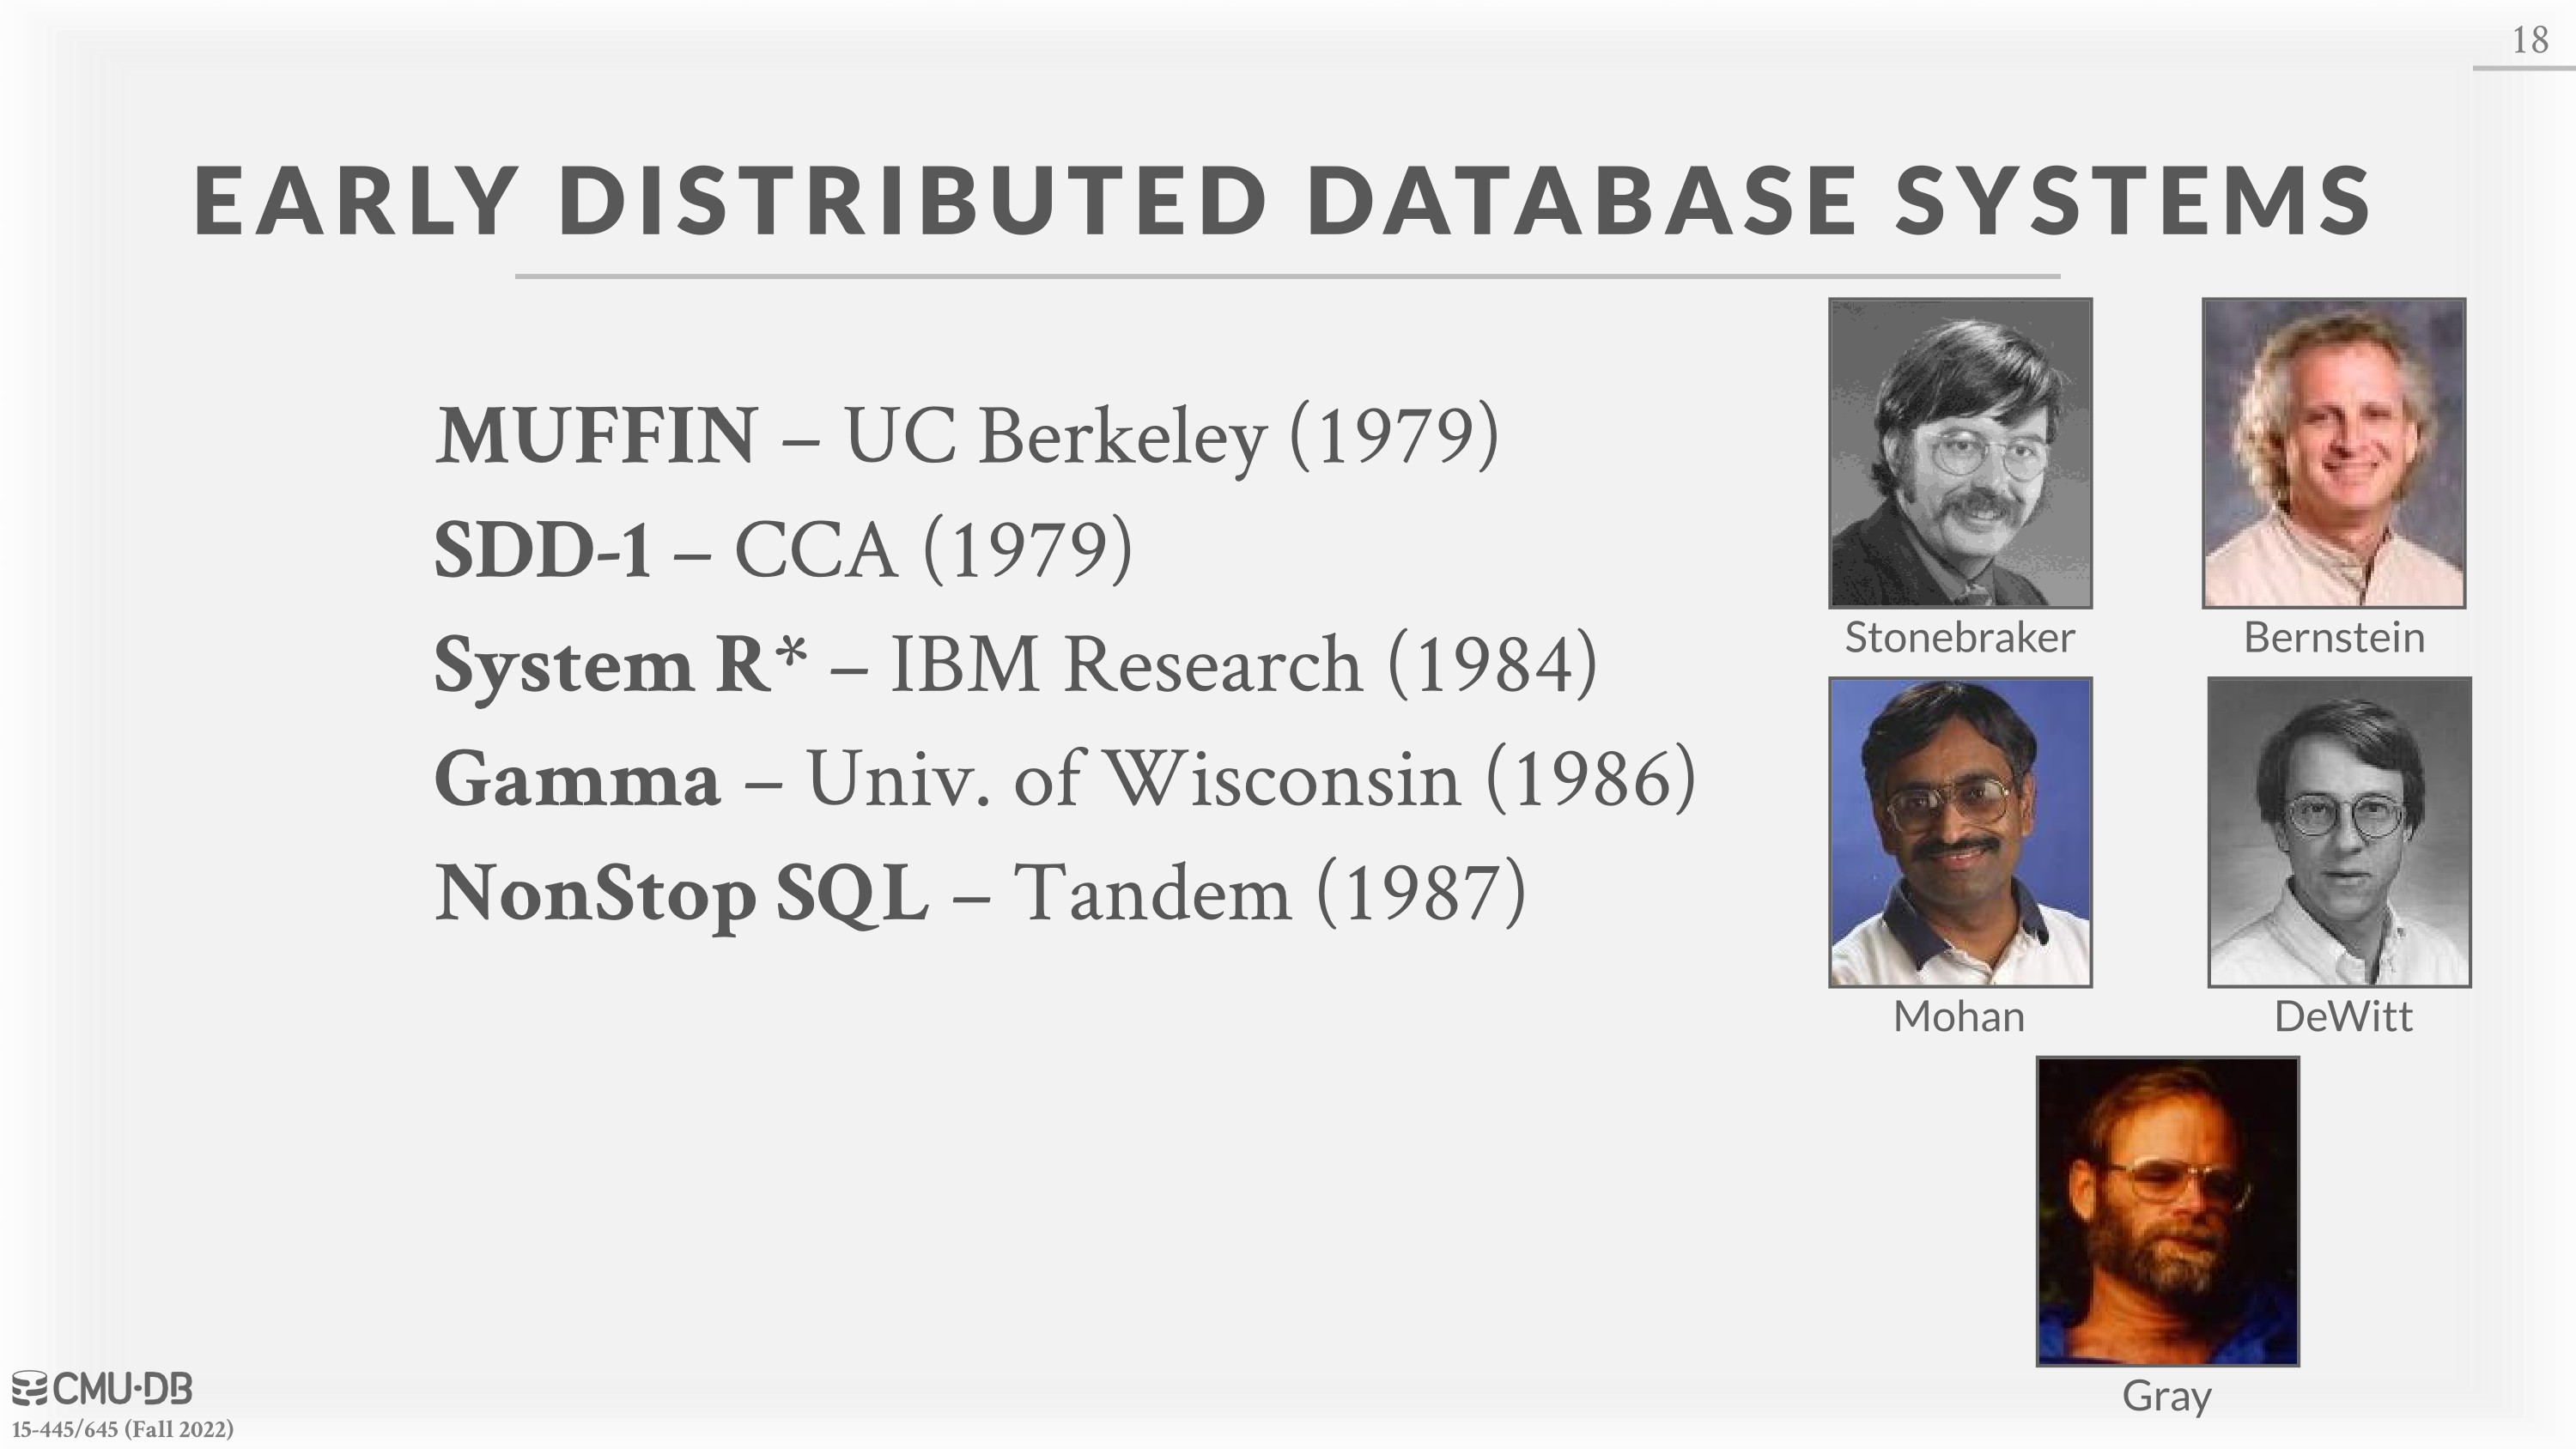 18
EARLY DISTRIBUTED DATABASE SYSTEMS
MUFFIN – UC Berkeley (1979)
SDD-1 – CCA (1979)
System R* – IBM Research (1984)
Gamma – Univ. of Wisconsin (1986)
NonStop SQL – Tandem (1987)
Stonebraker
Bernstein
Mohan
DeWitt
Gray
CMU·DB
15-445/645 (Fall 2022)